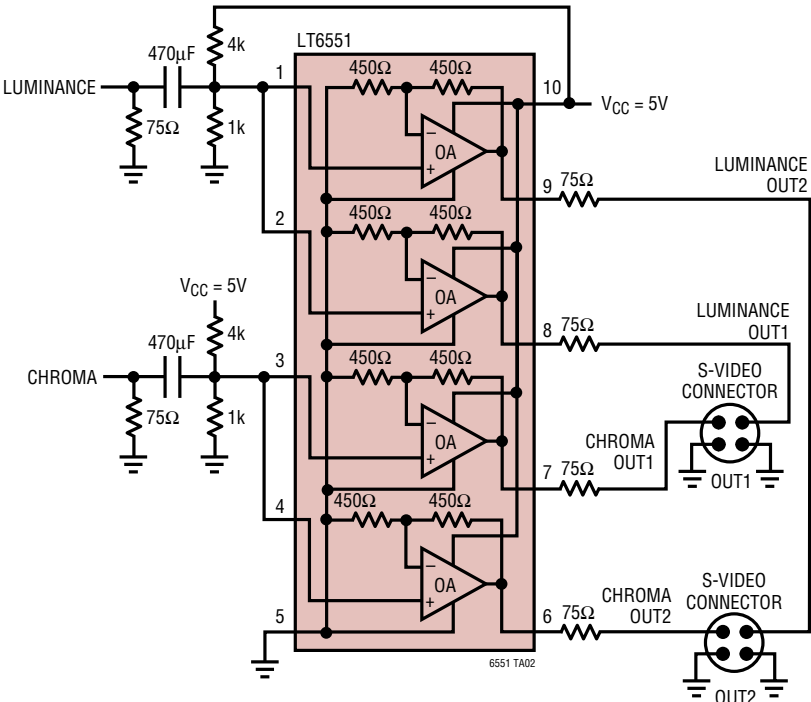 LT6551
470μF
4k
450Ω
450Ω
LUMINANCE
1
10
VCC = 5V
75Ω
1k
OA
−
+
9
75Ω
LUMINANCE
OUT2
2
450Ω
450Ω
OA
−
+
VCC = 5V
8
75Ω
LUMINANCE
OUT1
470μF
4k
3
450Ω
450Ω
CHROMA
75Ω
1k
OA
−
+
S-VIDEO
CONNECTOR
CHROMA
OUT1
7
75Ω
OUT1
4
450Ω
450Ω
OA
−
+
5
6
75Ω
CHROMA
OUT2
S-VIDEO
CONNECTOR
OUT2
6551 TA02